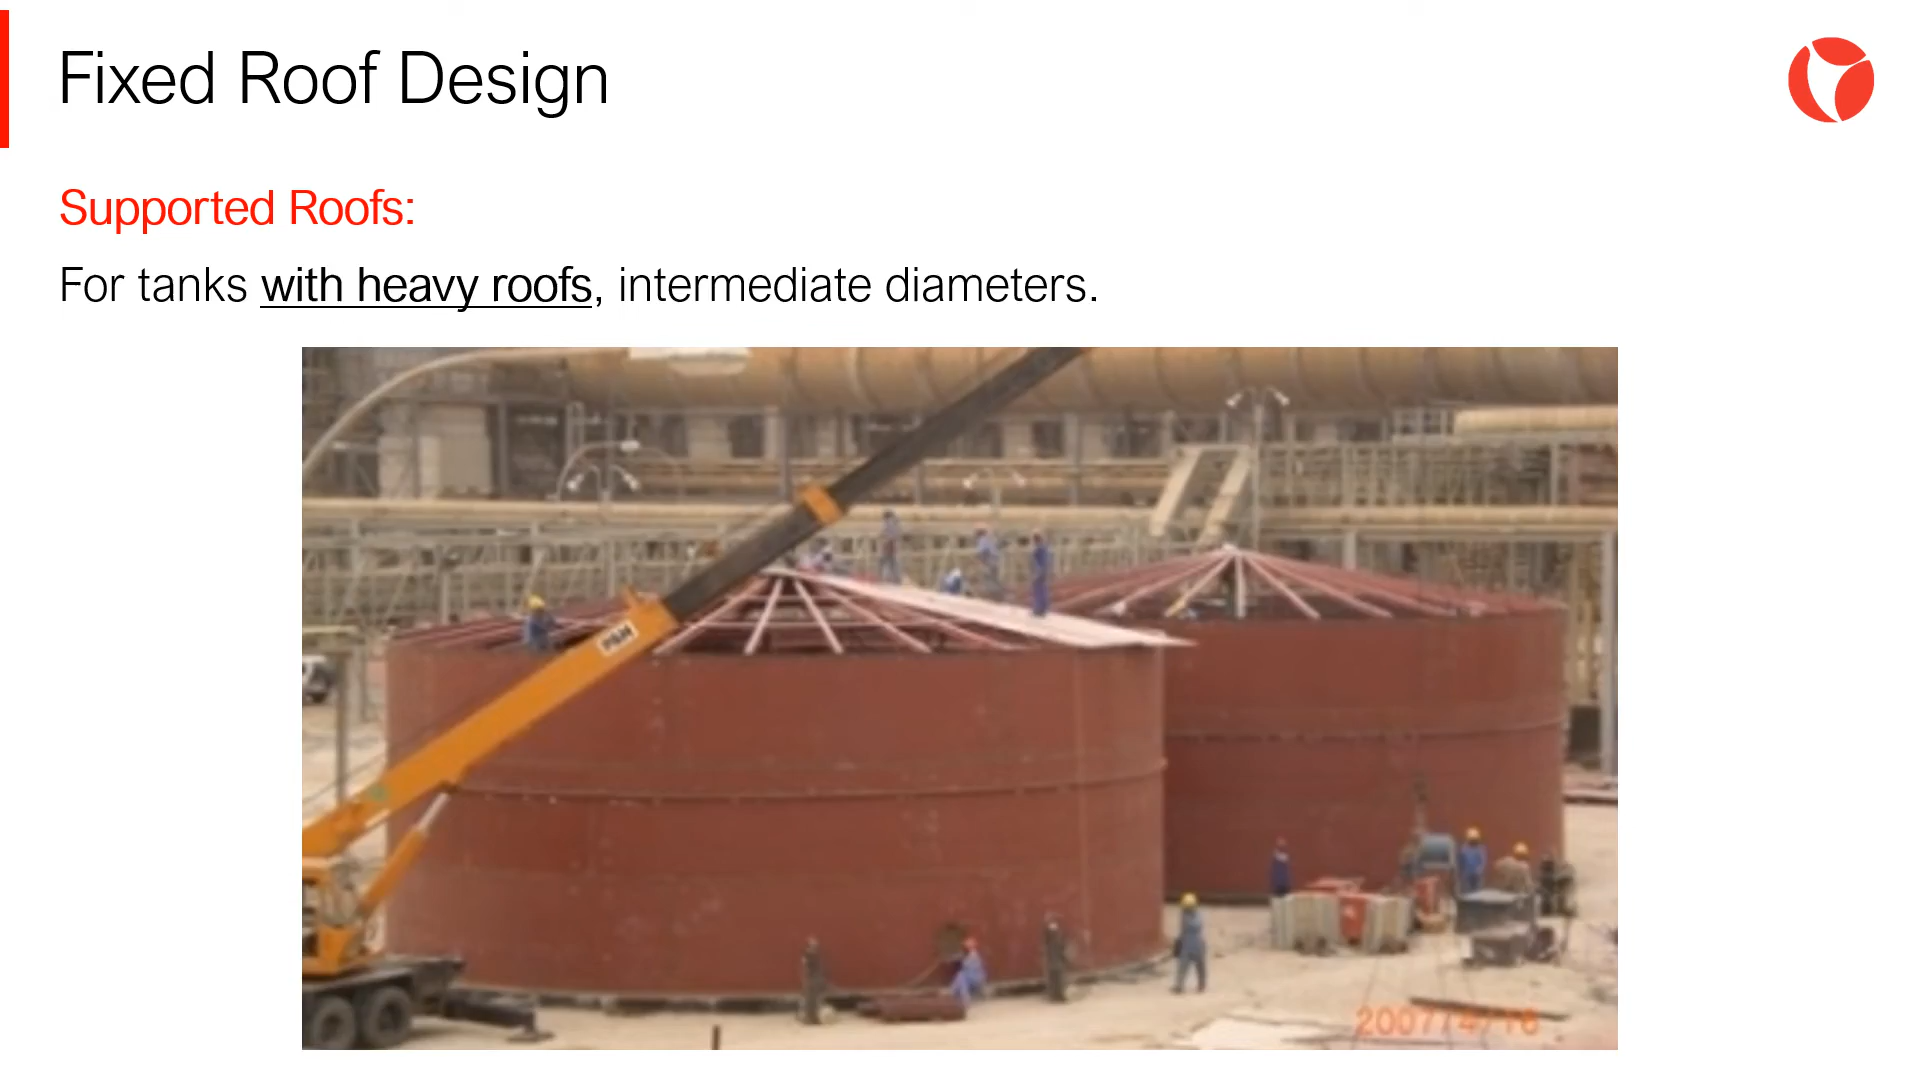 Fixed Roof Design
Supported Roofs:
For tanks with heavy roofs, intermediate diameters.
P&H